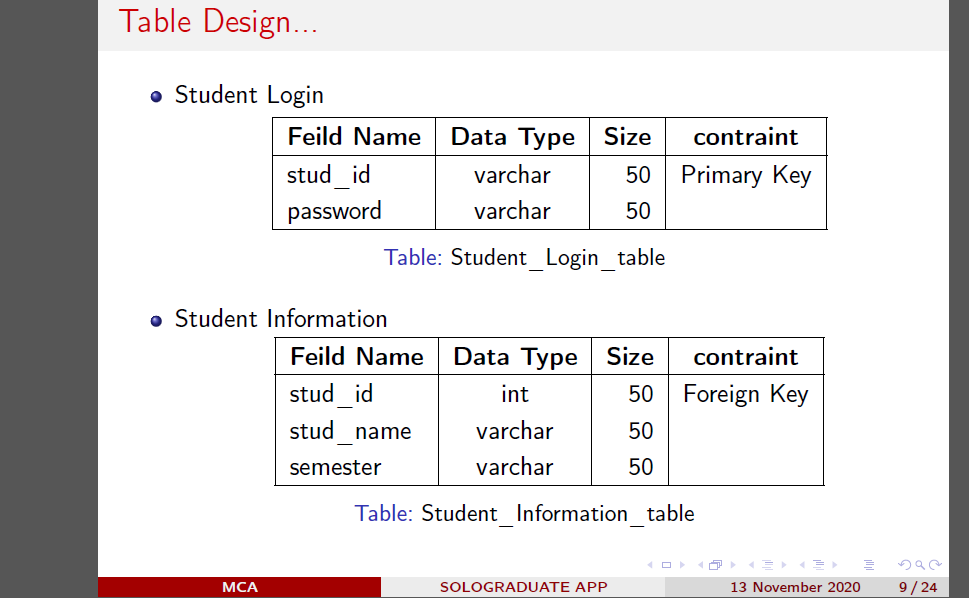 Table Design...
Student Login
Feild Name Data Type Size contraint
stud_id varchar 50 Primary Key
password varchar 50
Table: Student_Login_table
Student Information
Feild Name Data Type Size contraint
stud_id int 50 Foreign Key
stud_name varchar 50
semester varchar 50
Table: Student_Information_table
MCA SOLOGRADUATE APP 13 November 2020 9 / 24